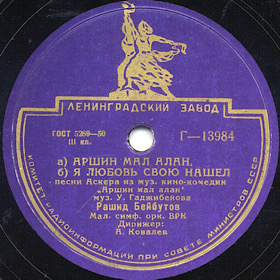 ЛЕНИНГРАДСКИЙ ЗАВОД
ГОСТ 5289—50
III кл.
Г—13984
а) АРШИН МАЛ АЛАН,
б) Я ЛЮБОВЬ СВОЮ НАШЕЛ
песни Аскера из муз. кино-комедии
„Аршин мал алан"
муз. У. Гаджибекова
Рашид Бейбутов
Мал. симф. орк. ВРК
Дирижер:
А. Ковалев
КОМИТЕТ РАДИОИНФОРМАЦИИ ПРИ СОВЕТЕ МИНИСТРОВ СССР